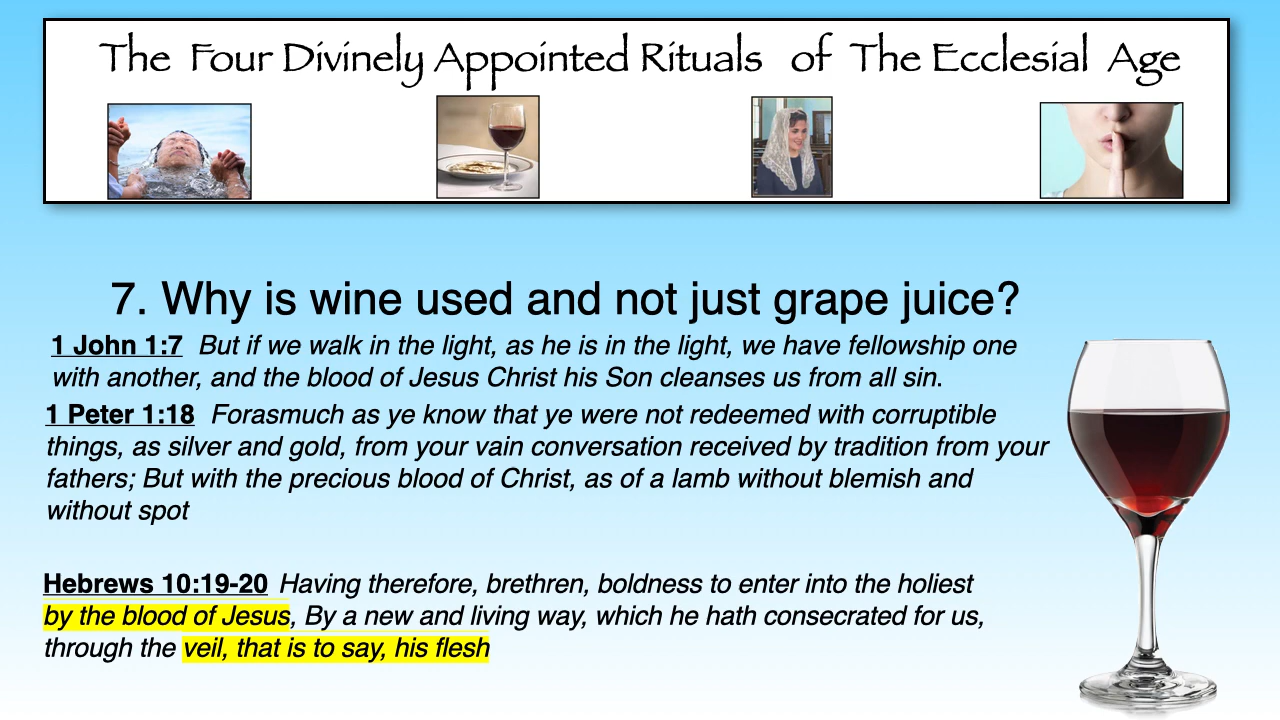 The Four Divinely Appointed Rituals of The Ecclesial Age
7. Why is wine used and not just grape juice?
1 John 1:7 But if we walk in the light, as he is in the light, we have fellowship one
with another, and the blood of Jesus Christ his Son cleanses us from all sin.
1 Peter 1:18 Forasmuch as ye know that ye were not redeemed with corruptible
things, as silver and gold, from your vain conversation received by tradition from your
fathers; But with the precious blood of Christ, as of a lamb without blemish and
without spot
Hebrews 10:19-20 Having therefore, brethren, boldness to enter into the holiest
by the blood of Jesus, By a new and living way, which he hath consecrated for us,
through the veil, that is to say, his flesh